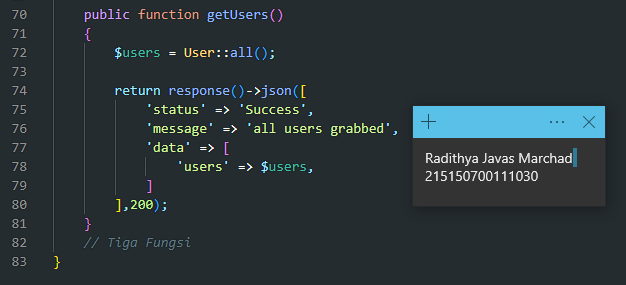 70 public function getUsers()
71 {
72 $users = User::all();
73
74 return response()->json([
75 'status' => 'Success',
76 'message' => 'all users grabbed',
77 'data' => [
78 'users' => $users,
79 ]
80 ],200);
81 }
82 // Tiga Fungsi
83 }
Radithya Javas Marchad
215150700111030